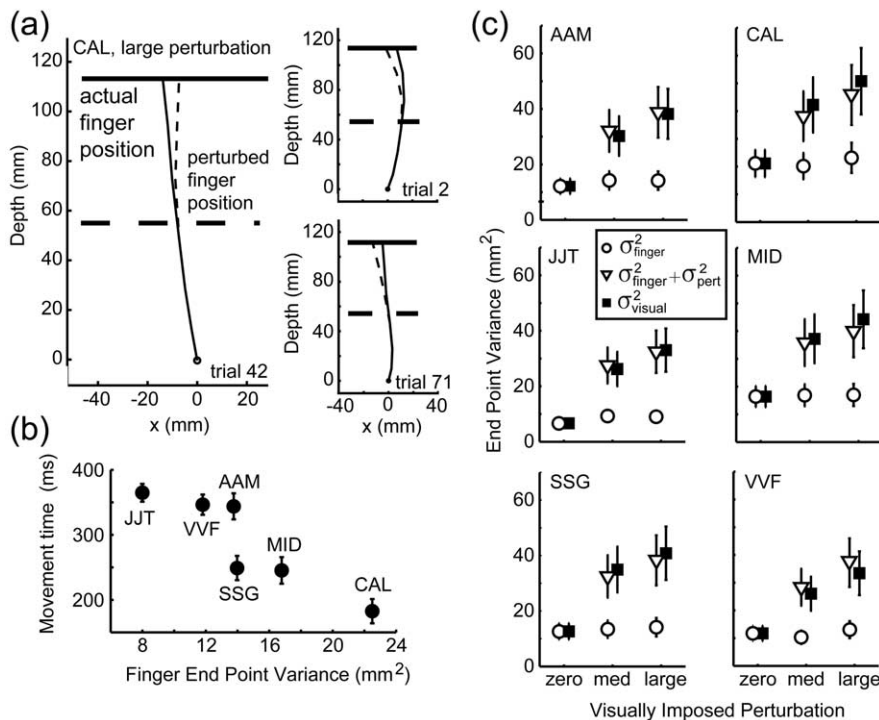 (a)
CAL, large perturbation
actual
finger
position
perturbed
finger
position
Depth (mm)
120
100
80
60
40
20
0
-40
-20
0
20
x (mm)
trial 42
Depth (mm)
120
80
40
0
trial 2
Depth (mm)
120
80
40
0
trial 71
-40
0
40
x (mm)
(b)
Movement time (ms)
400
350
250
200
JJT
VVF
AAM
SSG
MID
CAL
8
12
16
20
24
Finger End Point Variance (mm²)
(c)
AAM
CAL
60
40
20
0
JJT
MID
60
40
20
0
σ²finger
σ²finger+σ²pert
σ²visual
End Point Variance (mm²)
SSG
VVF
60
40
20
0
zero med large
zero med large
Visually Imposed Perturbation